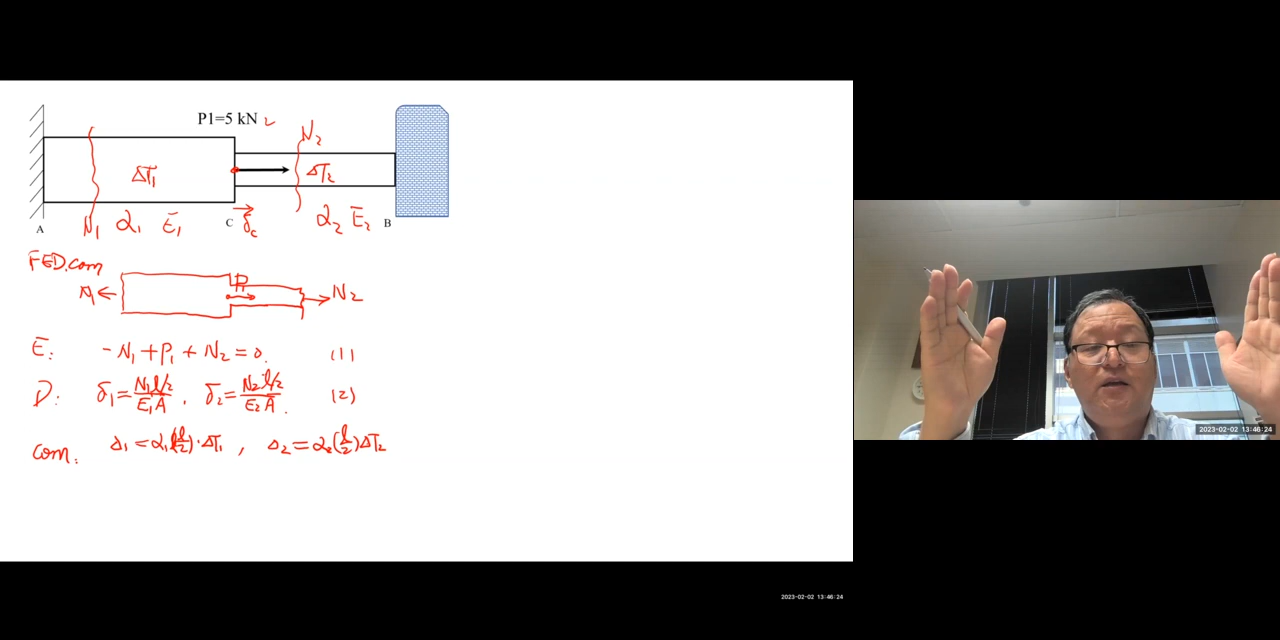 P1=5 kN 2
N2
ΔT1
ΔT2
A
N1 α1 E1
C δc
α2 E2 B
FED.com
N1 P1 N2
E: -N1 + P1 + N2 = 0. (1)
D: δ1 = N1 l/2 / E1 A, δ2 = N2 l/2 / E2 A. (2)
com: Δ1 = α1 (l/2) · ΔT1, Δ2 = α2 (l/2) ΔT2
2023-02-02 13:46:24
2023-02-02 13:46:24